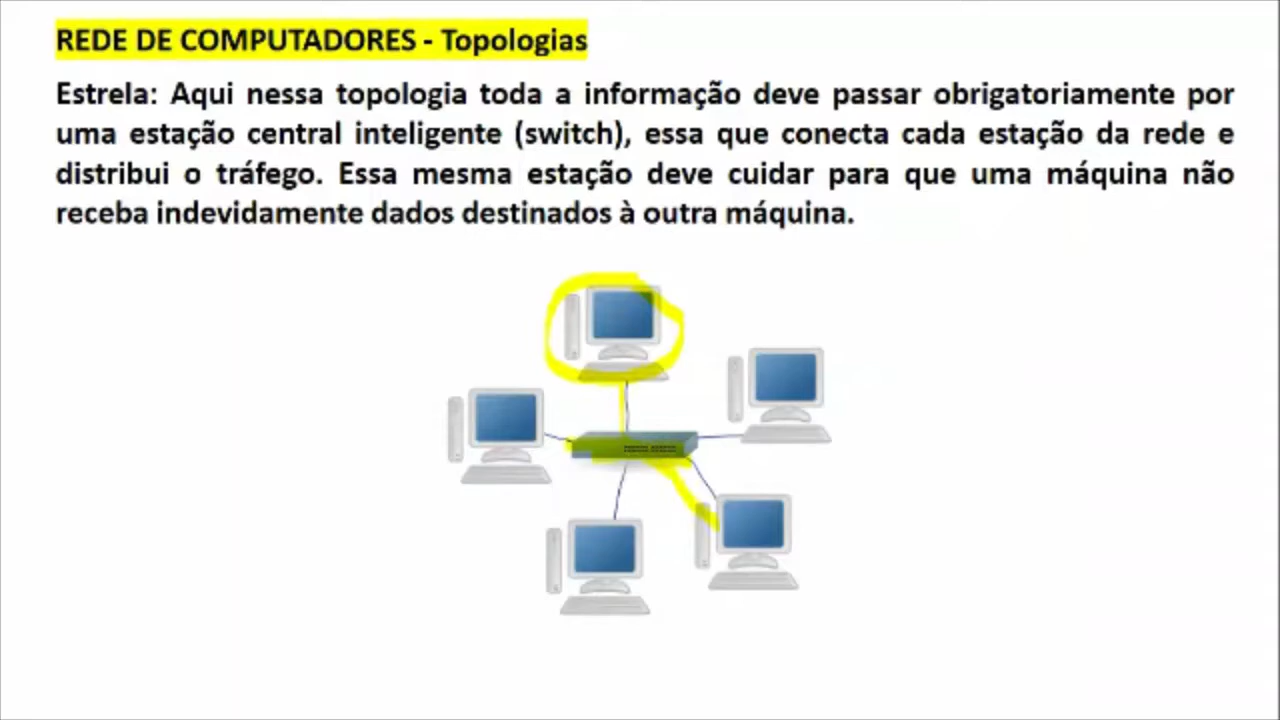 REDE DE COMPUTADORES - Topologias
Estrela: Aqui nessa topologia toda a informação deve passar obrigatoriamente por
uma estação central inteligente (switch), essa que conecta cada estação da rede e
distribui o tráfego. Essa mesma estação deve cuidar para que uma máquina não
receba indevidamente dados destinados à outra máquina.